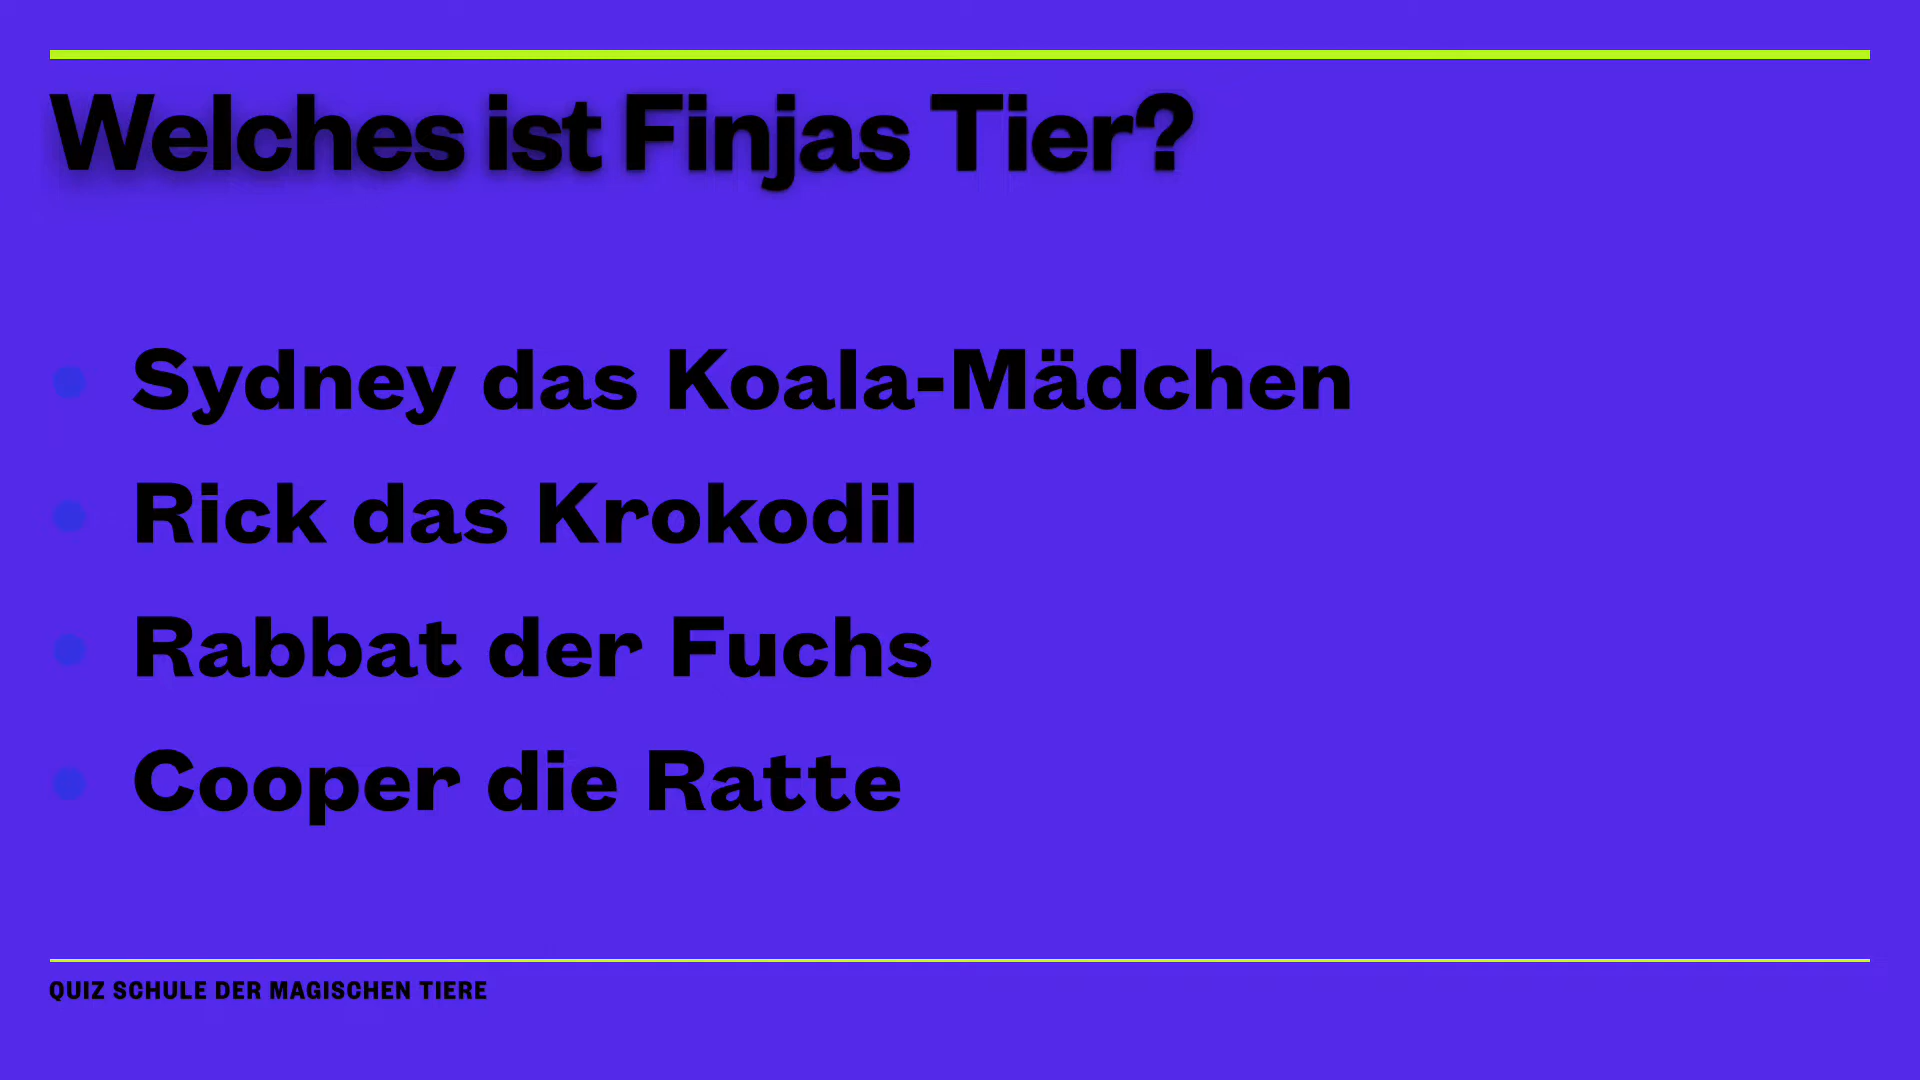 Welches ist Finjas Tier?
Sydney das Koala-Mädchen
Rick das Krokodil
Rabbat der Fuchs
Cooper die Ratte
QUIZ SCHULE DER MAGISCHEN TIERE